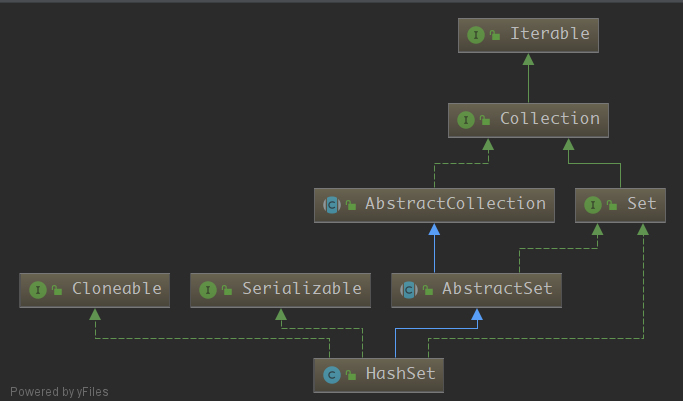 I Iterable
I Collection
C AbstractCollection
I Set
I Cloneable
I Serializable
C AbstractSet
C HashSet
Powered by yFiles